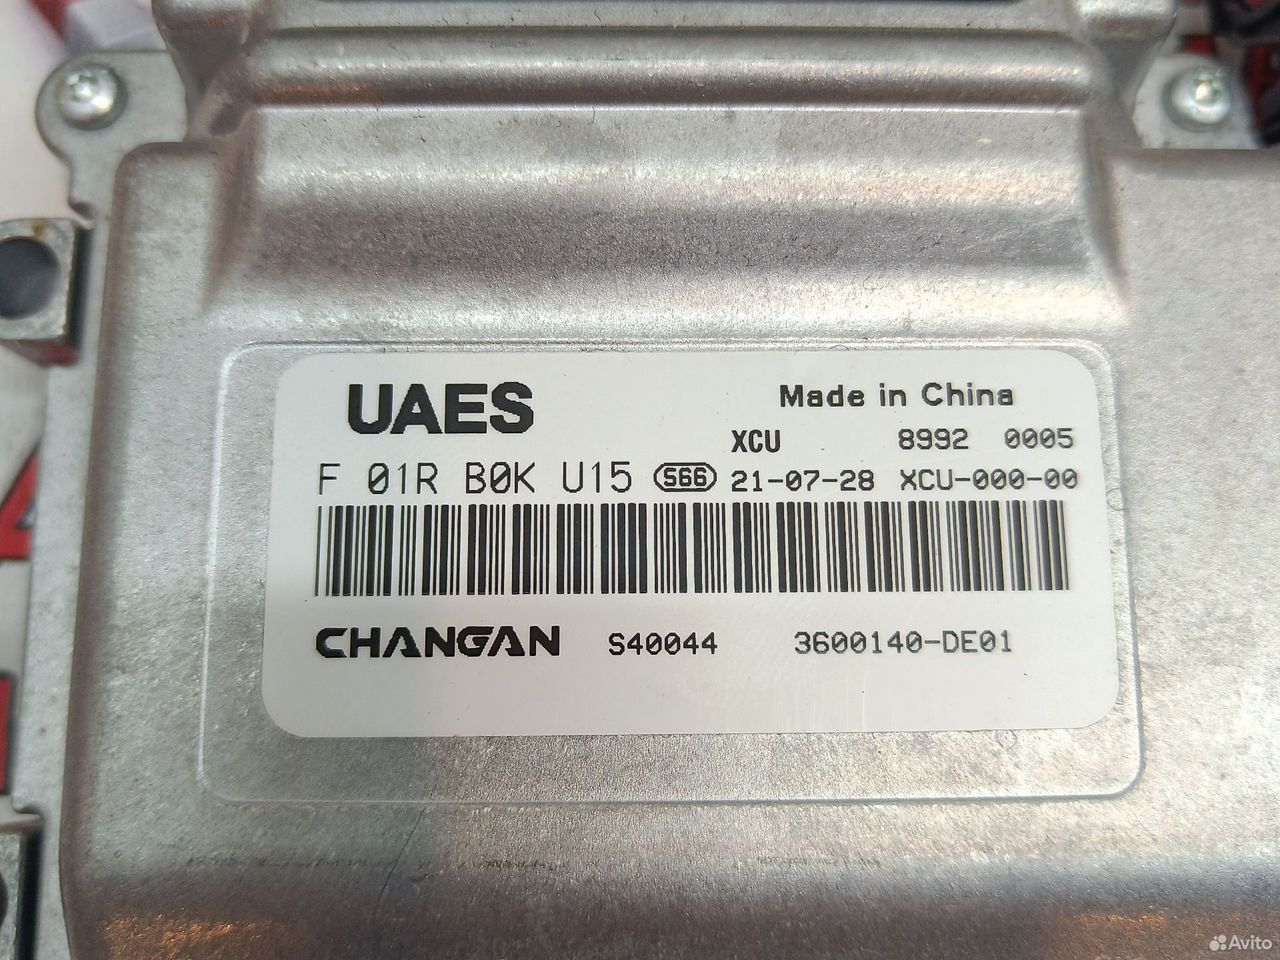 UAES Made in China
XCU 8992 0005
F 01R B0K U15 S66 21-07-28 XCU-000-00
CHANGAN S40044 3600140-DE01
Avito